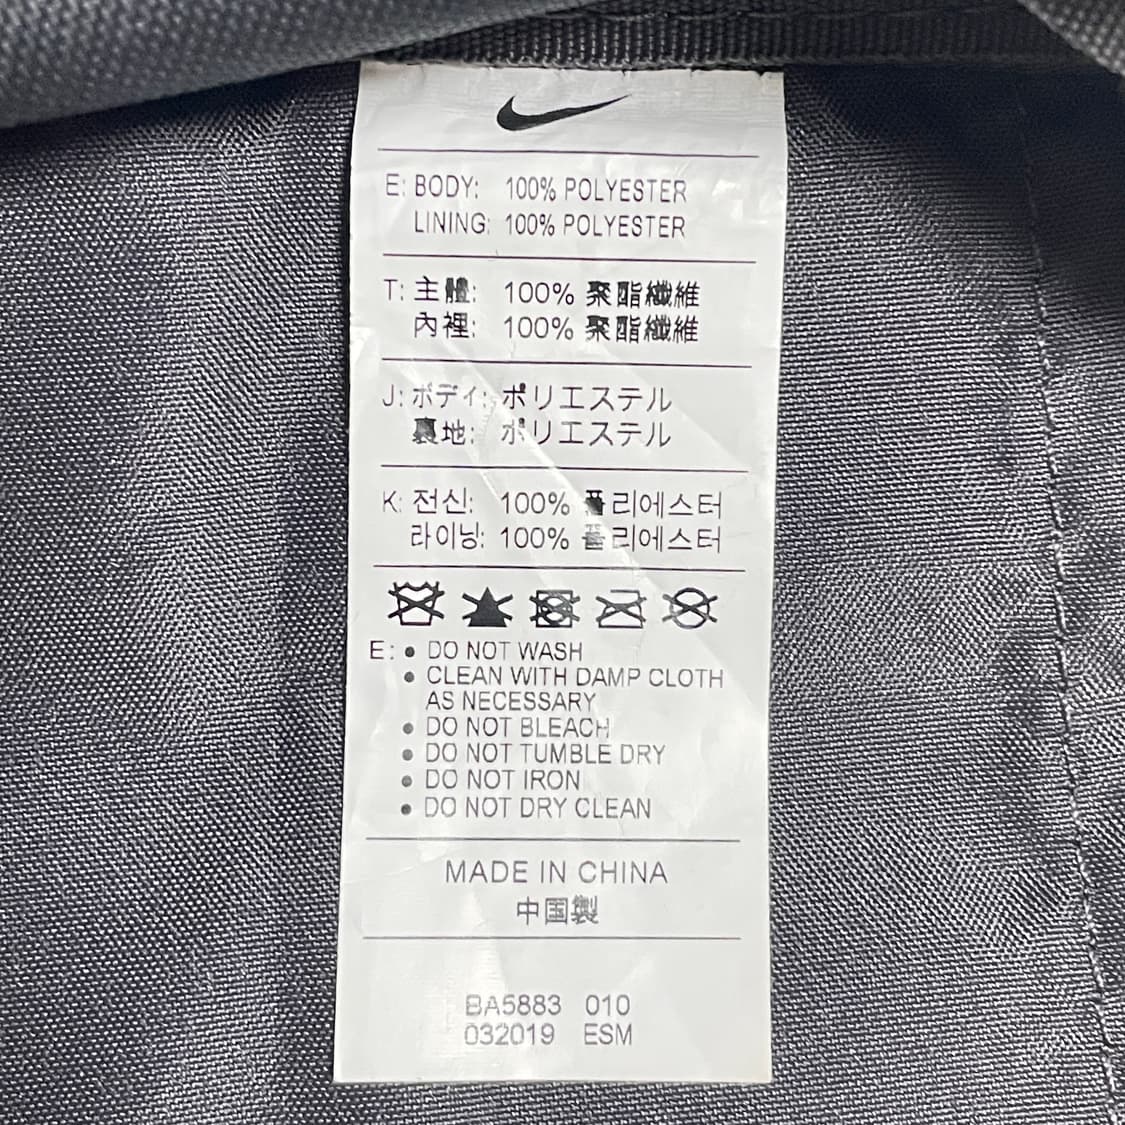 E: BODY: 100% POLYESTER
LINING: 100% POLYESTER
T: 主體: 100% 聚酯纖維
內裡: 100% 聚酯纖維
J: ボディ: ポリエステル
裏地: ポリエステル
K: 전신: 100% 폴리에스터
라이닝: 100% 폴리에스터
E: • DO NOT WASH
• CLEAN WITH DAMP CLOTH
AS NECESSARY
• DO NOT BLEACH
• DO NOT TUMBLE DRY
• DO NOT IRON
• DO NOT DRY CLEAN
MADE IN CHINA
中国製
BA5883 010
032019 ESM